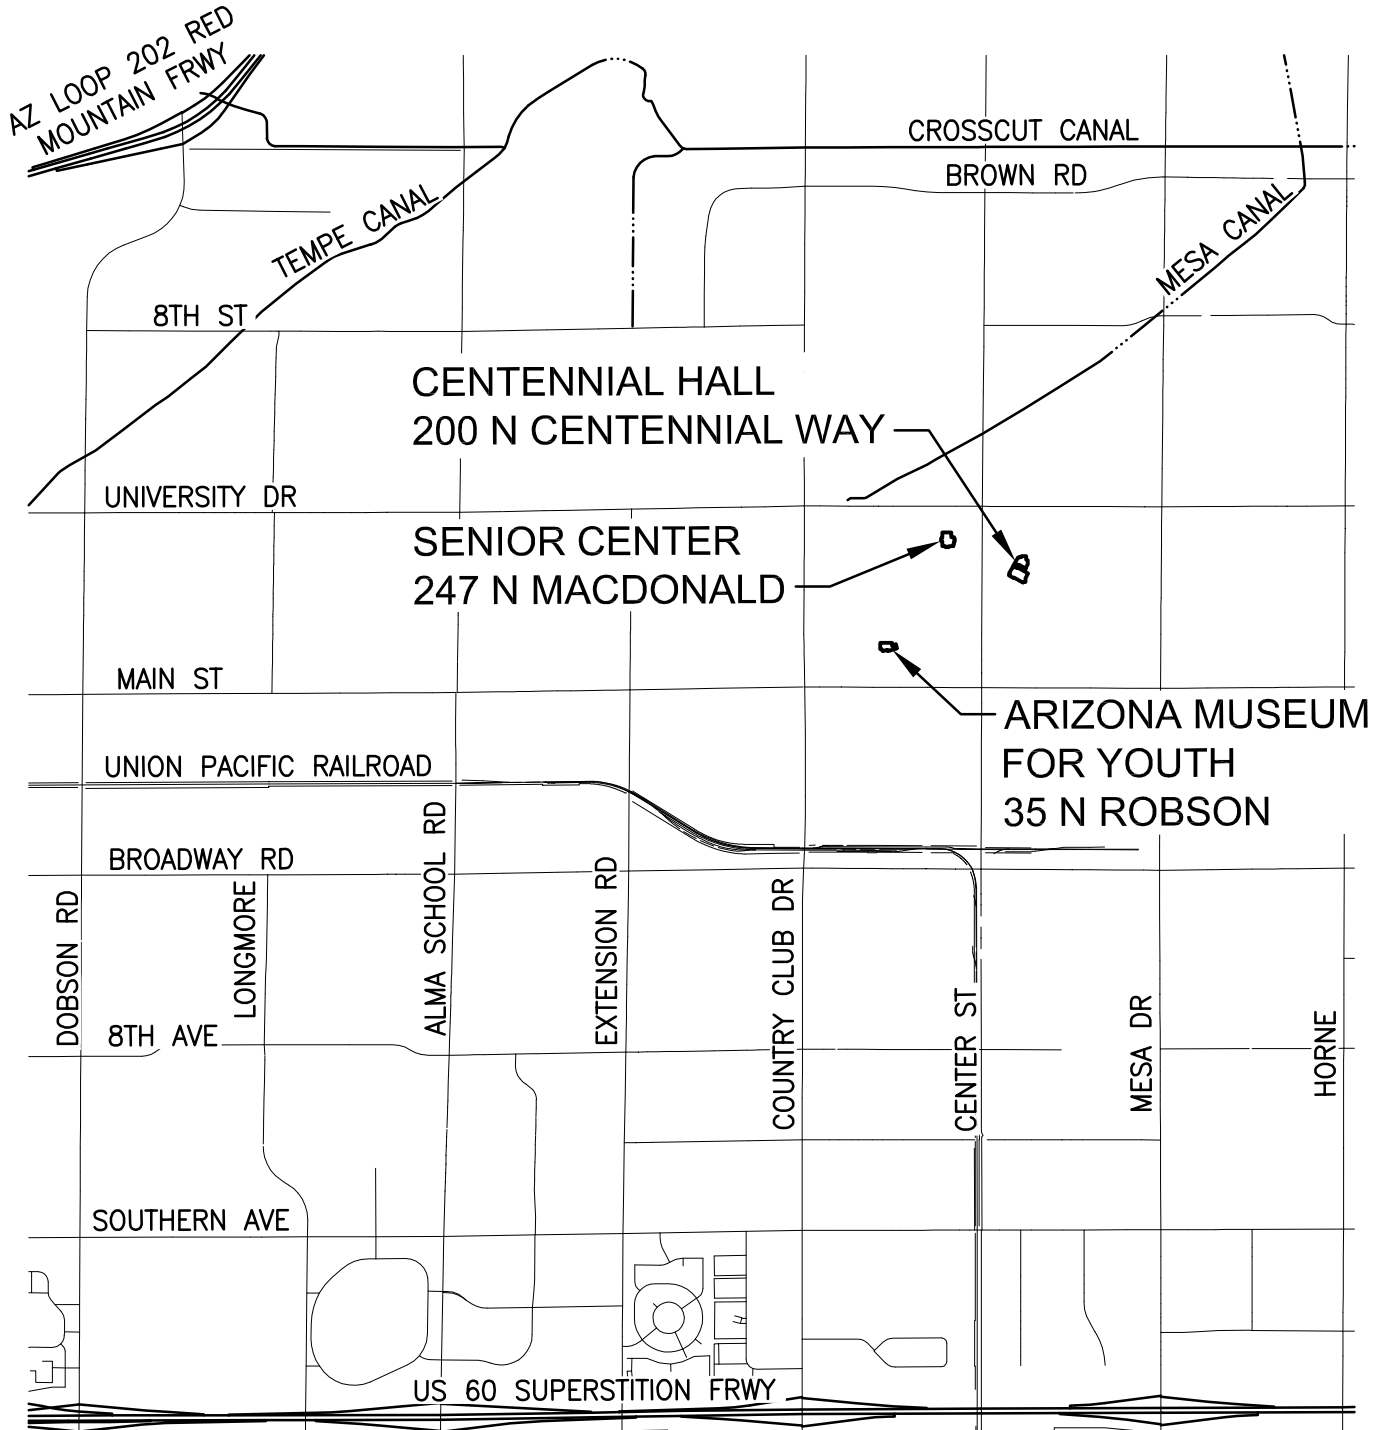 AZ LOOP 202 RED
MOUNTAIN FRWY
CROSSCUT CANAL
BROWN RD
TEMPE CANAL
MESA CANAL
8TH ST
CENTENNIAL HALL
200 N CENTENNIAL WAY
UNIVERSITY DR
SENIOR CENTER
247 N MACDONALD
MAIN ST
ARIZONA MUSEUM
FOR YOUTH
35 N ROBSON
UNION PACIFIC RAILROAD
BROADWAY RD
DOBSON RD
LONGMORE
ALMA SCHOOL RD
EXTENSION RD
COUNTRY CLUB DR
CENTER ST
MESA DR
HORNE
8TH AVE
SOUTHERN AVE
US 60 SUPERSTITION FRWY